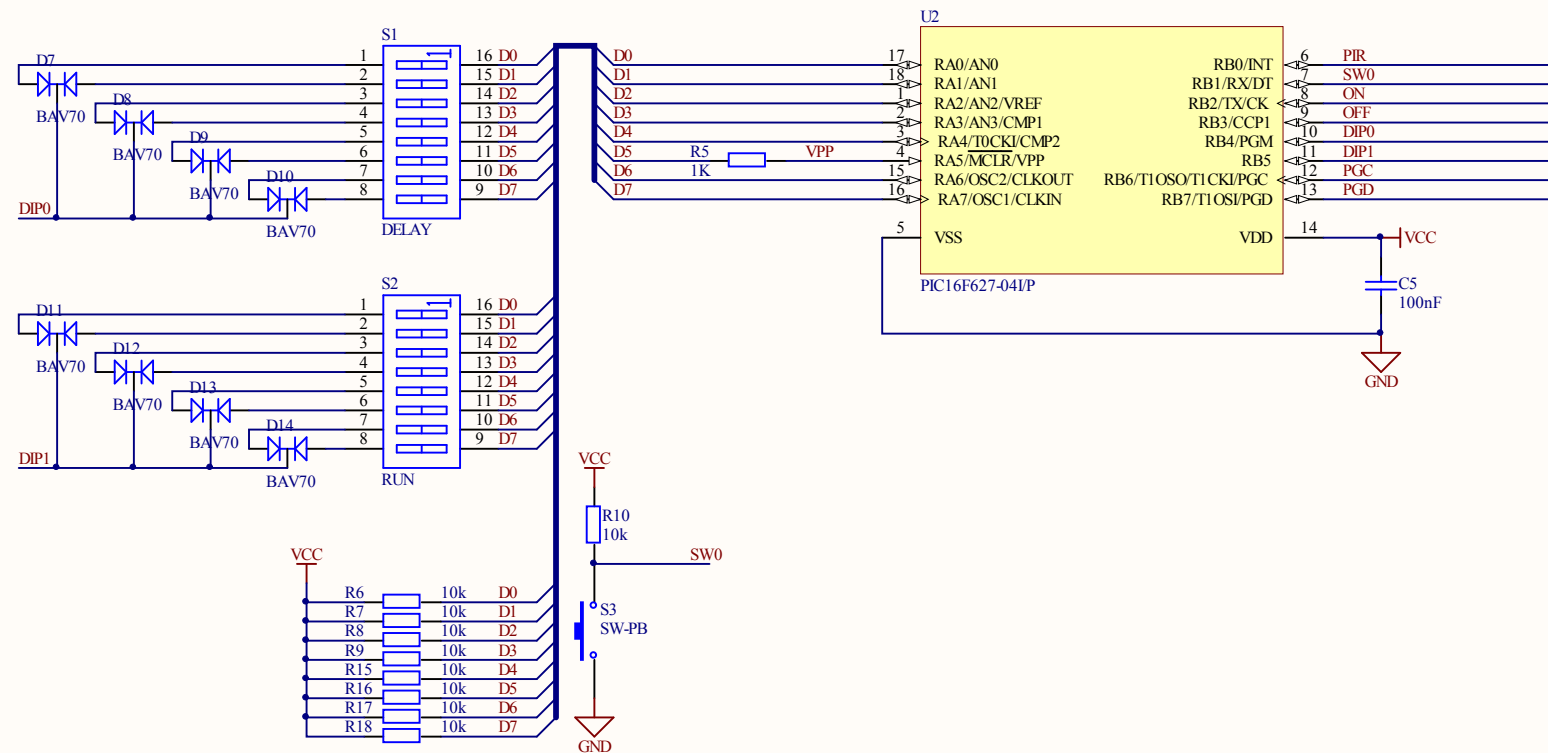 S1
D7
BAV70
D8
BAV70
D9
BAV70
D10
BAV70
DIP0
1
2
3
4
5
6
7
8
1
16 D0
15 D1
14 D2
13 D3
12 D4
11 D5
10 D6
9 D7
DELAY
S2
D11
BAV70
D12
BAV70
D13
BAV70
D14
BAV70
DIP1
1
2
3
4
5
6
7
8
1
16 D0
15 D1
14 D2
13 D3
12 D4
11 D5
10 D6
9 D7
RUN
VCC
R6 10k D0
R7 10k D1
R8 10k D2
R9 10k D3
R15 10k D4
R16 10k D5
R17 10k D6
R18 10k D7
VCC
R10
10k
SW0
S3
SW-PB
GND
D0
D1
D2
D3
D4
D5
D6
D7
R5
1K
VPP
U2
17 RA0/AN0
18 RA1/AN1
1 RA2/AN2/VREF
2 RA3/AN3/CMP1
3 RA4/T0CKI/CMP2
4 RA5/MCLR/VPP
15 RA6/OSC2/CLKOUT
16 RA7/OSC1/CLKIN
5 VSS
RB0/INT 6 PIR
RB1/RX/DT 7 SW0
RB2/TX/CK 8 ON
RB3/CCP1 9 OFF
RB4/PGM 10 DIP0
RB5 11 DIP1
RB6/T1OSO/T1CKI/PGC 12 PGC
RB7/T1OSI/PGD 13 PGD
VDD 14 VCC
PIC16F627-04I/P
C5
100nF
GND